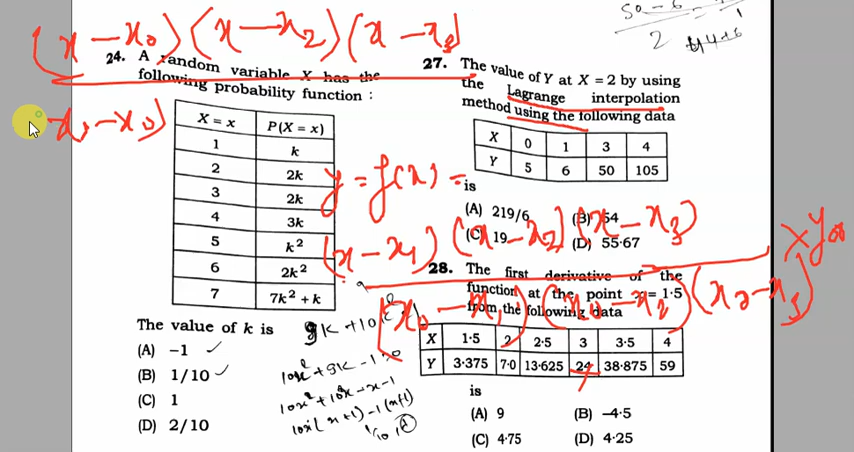 (x – x0) (x – x2) (x – x3)
24. A random variable X has the
following probability function :
X = x P(X = x)
1 k
2 2k
3 2k
4 3k
5 k²
6 2k²
7 7k² + k
The value of k is
(A) –1
(B) 1/10
(C) 1
(D) 2/10
9k + 10k²
10x² + 9k – 1 = 0
10x² + 10x – x – 1
10x(x + 1) – 1(x + 1)
27. The value of Y at X = 2 by using
the Lagrange interpolation
method using the following data
X 0 1 3 4
Y 5 6 50 105
is
(A) 219/6 (B) 54
(C) 19 (D) 55·67
y = f(x) =
(x – x1) (x – x2) (x – x3)
(x0 – x1) (x0 – x2) (x0 – x3)
x y0
28. The first derivative of the
function at the point x = 1·5
from the following data
X 1·5 2 2·5 3 3·5 4
Y 3·375 7·0 13·625 24 38·875 59
is
(A) 9 (B) –4·5
(C) 4·75 (D) 4·25